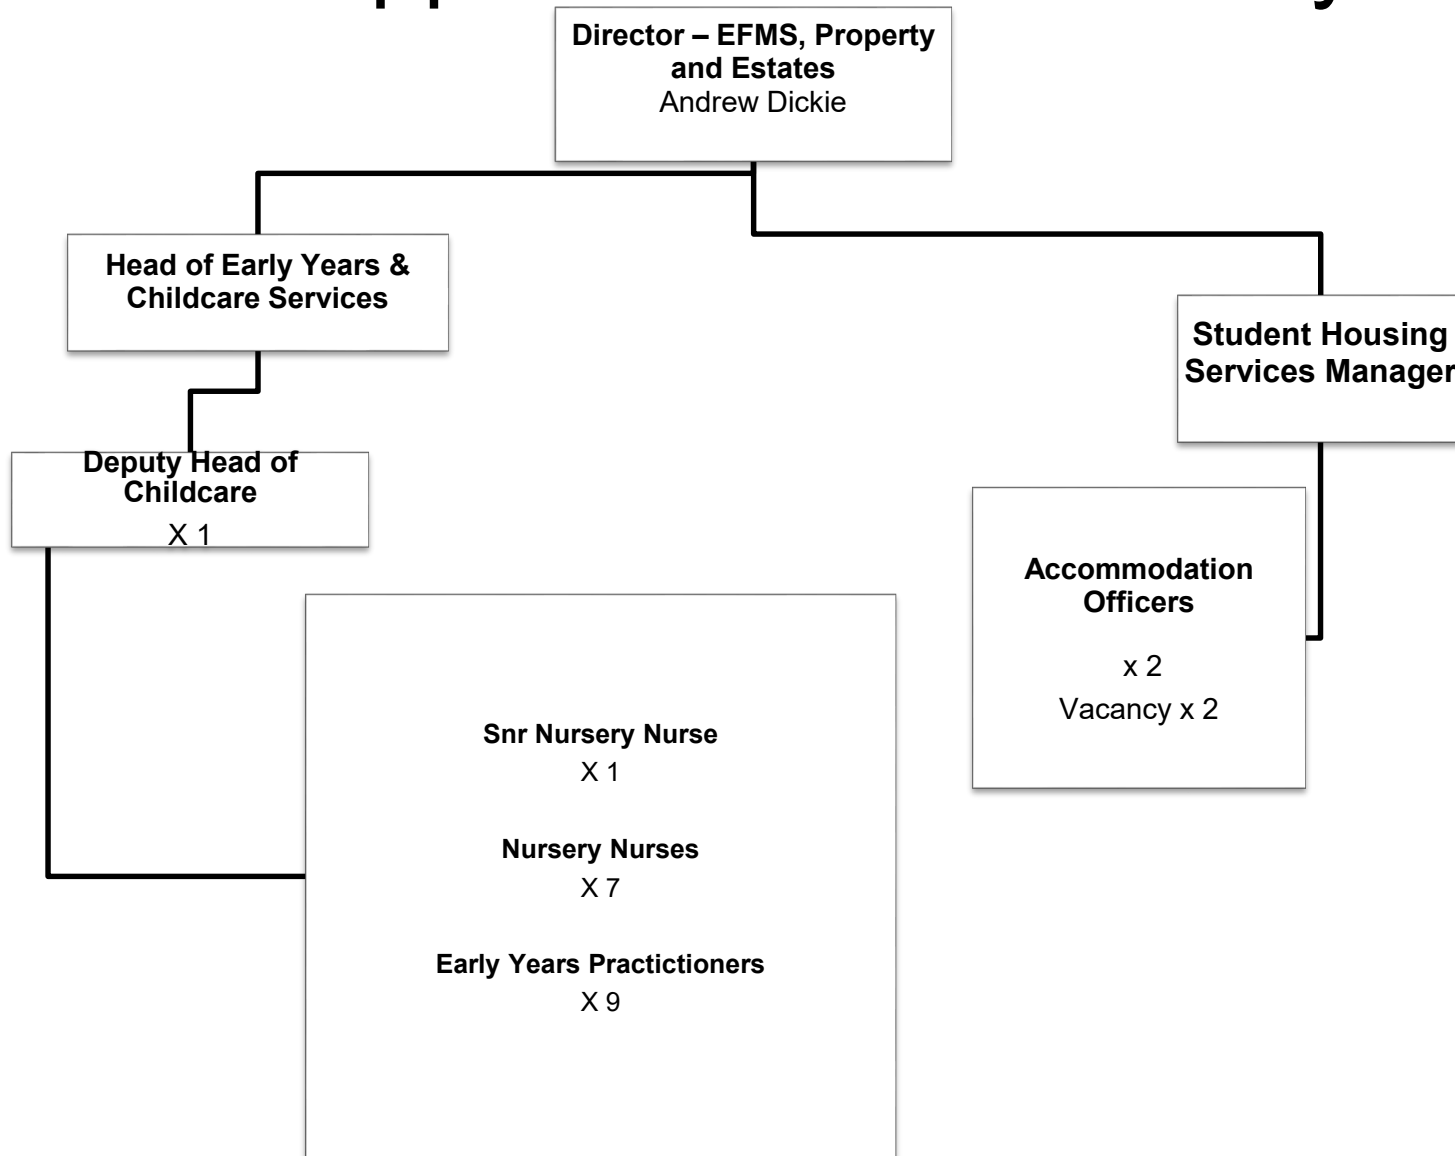 Director – EFMS, Property
and Estates
Andrew Dickie
Head of Early Years &
Childcare Services
Student Housing
Services Manager
Deputy Head of
Childcare
X 1
Accommodation
Officers
x 2
Vacancy x 2
Snr Nursery Nurse
X 1
Nursery Nurses
X 7
Early Years Practictioners
X 9